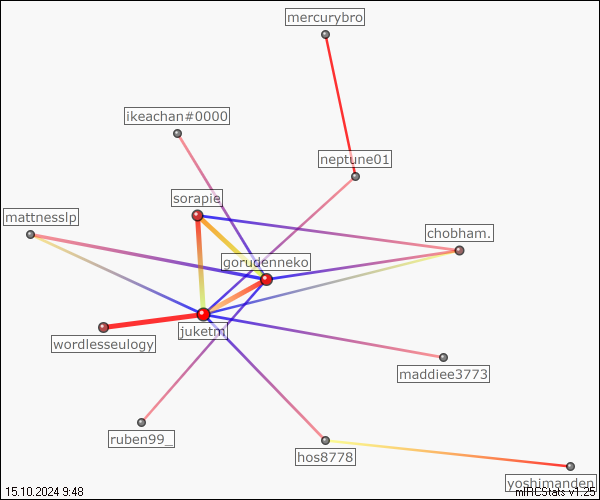 mercurybro
ikeachan#0000
neptune01
sorapie
mattnesslp
chobham.
gorudenneko
juketm
wordlesseulogy
maddiee3773
ruben99_
hos8778
yoshimanden
15.10.2024 9:48
mIRCStats v1.25